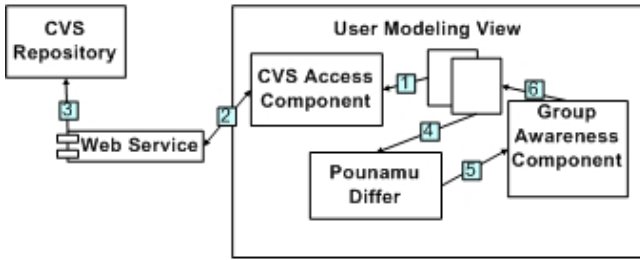 CVS
Repository
User Modeling View
CVS Access
Component
1
6
3
2
Web Service
4
Group
Awareness
Component
Pounamu
Differ
5